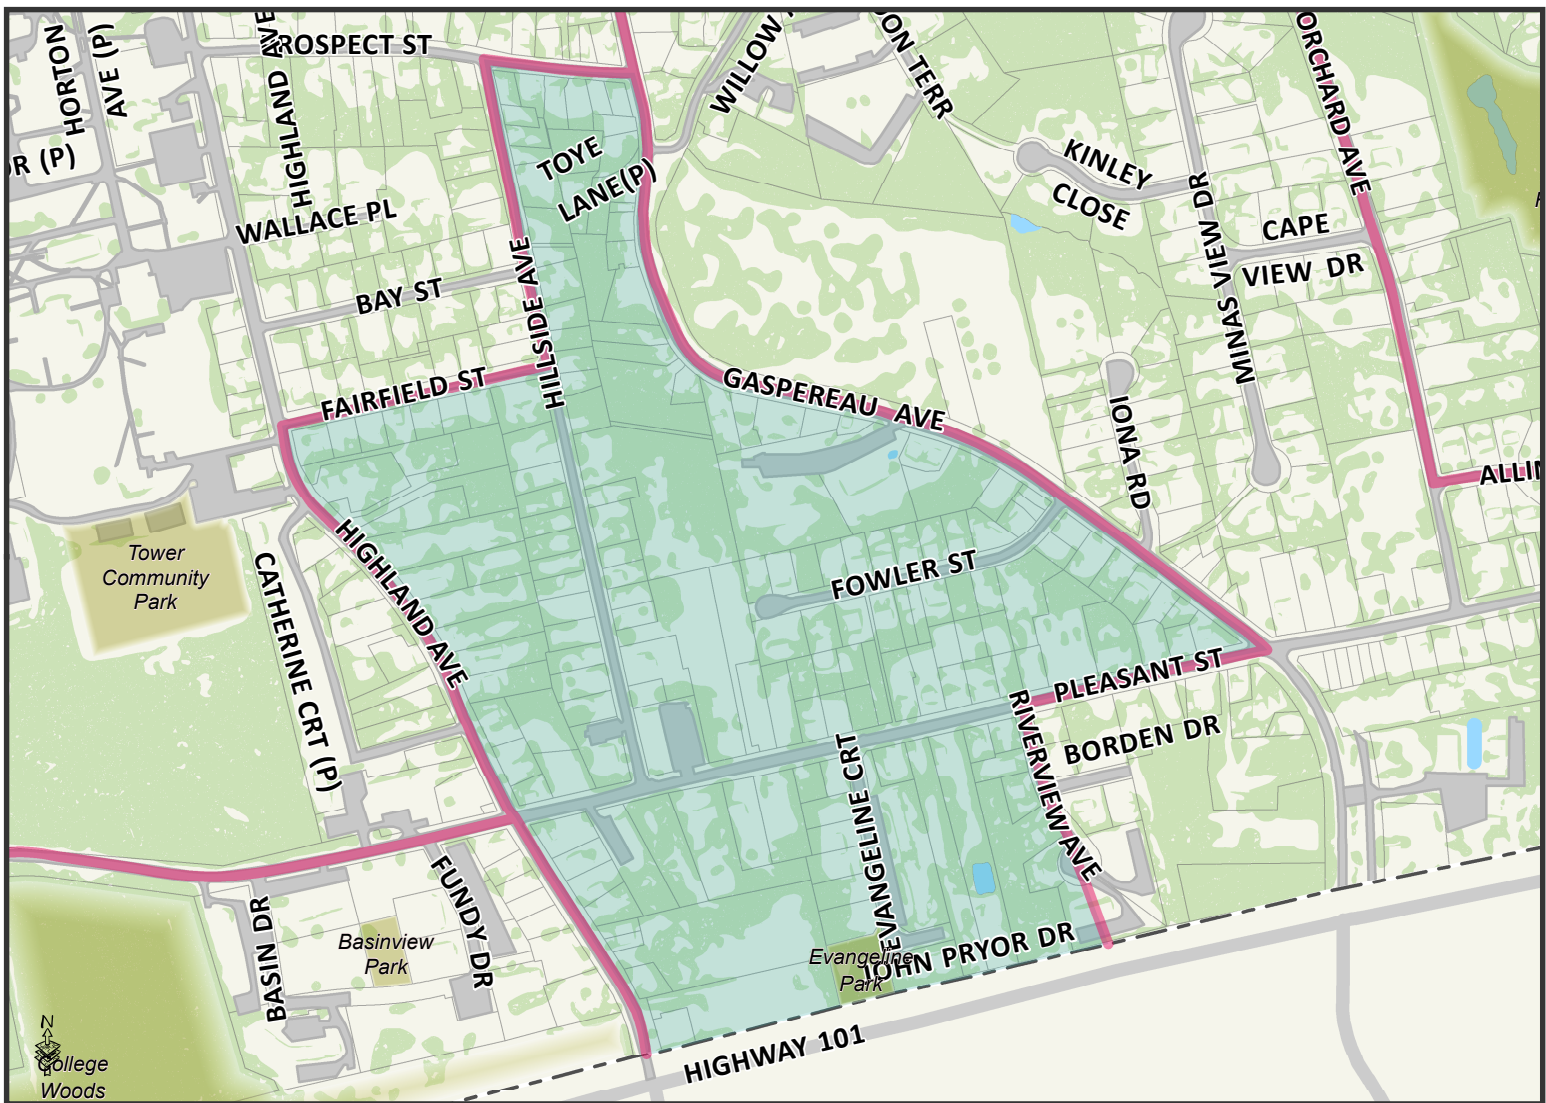 HORTON
AVE (P)
HIGHLAND AVE
ROSPECT ST
WILLOW
ON TERR
ORCHARD AVE
OR (P)
TOYE
LANE(P)
KINLEY
CLOSE
WALLACE PL
MINAS VIEW DR
CAPE
VIEW DR
BAY ST
HILLSIDE AVE
FAIRFIELD ST
GASPEREAU AVE
IONA RD
ALLIN
Tower
Community
Park
HIGHLAND AVE
CATHERINE CRT (P)
FOWLER ST
PLEASANT ST
RIVERVIEW AVE
BORDEN DR
EVANGELINE CRT
FUNDY DR
BASIN DR
Basinview
Park
Evangeline
Park
JOHN PRYOR DR
HIGHWAY 101
N
College
Woods